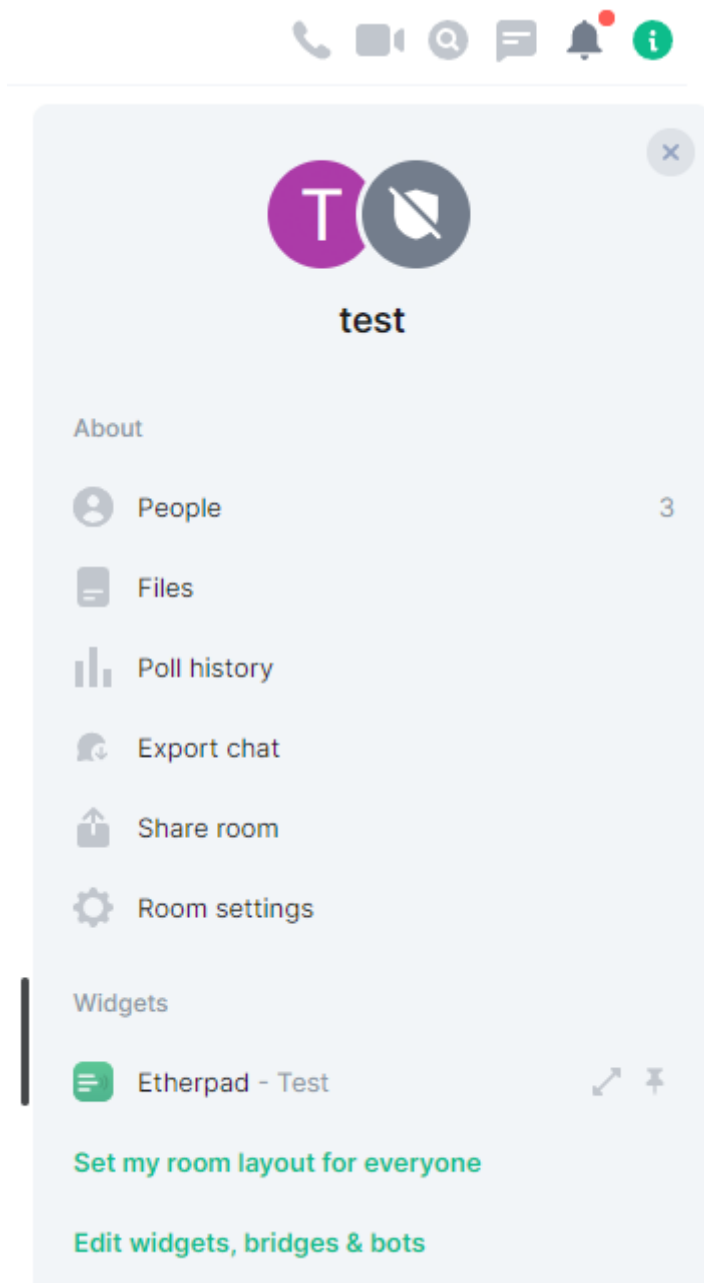 T
test
About
People 3
Files
Poll history
Export chat
Share room
Room settings
Widgets
Etherpad - Test
Set my room layout for everyone
Edit widgets, bridges & bots